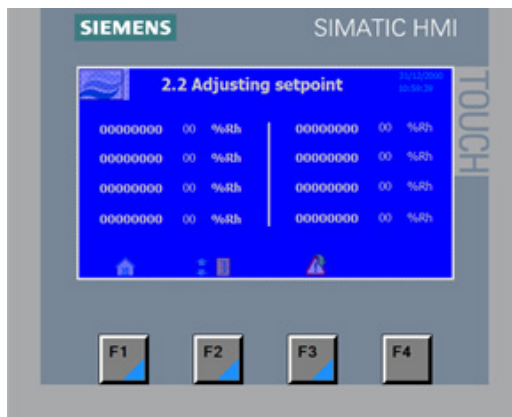 SIEMENS SIMATIC HMI
TOUCH
2.2 Adjusting setpoint 31/12/2000
10:59:39
00000000 00 %Rh 00000000 00 %Rh
00000000 00 %Rh 00000000 00 %Rh
00000000 00 %Rh 00000000 00 %Rh
00000000 00 %Rh 00000000 00 %Rh
F1 F2 F3 F4